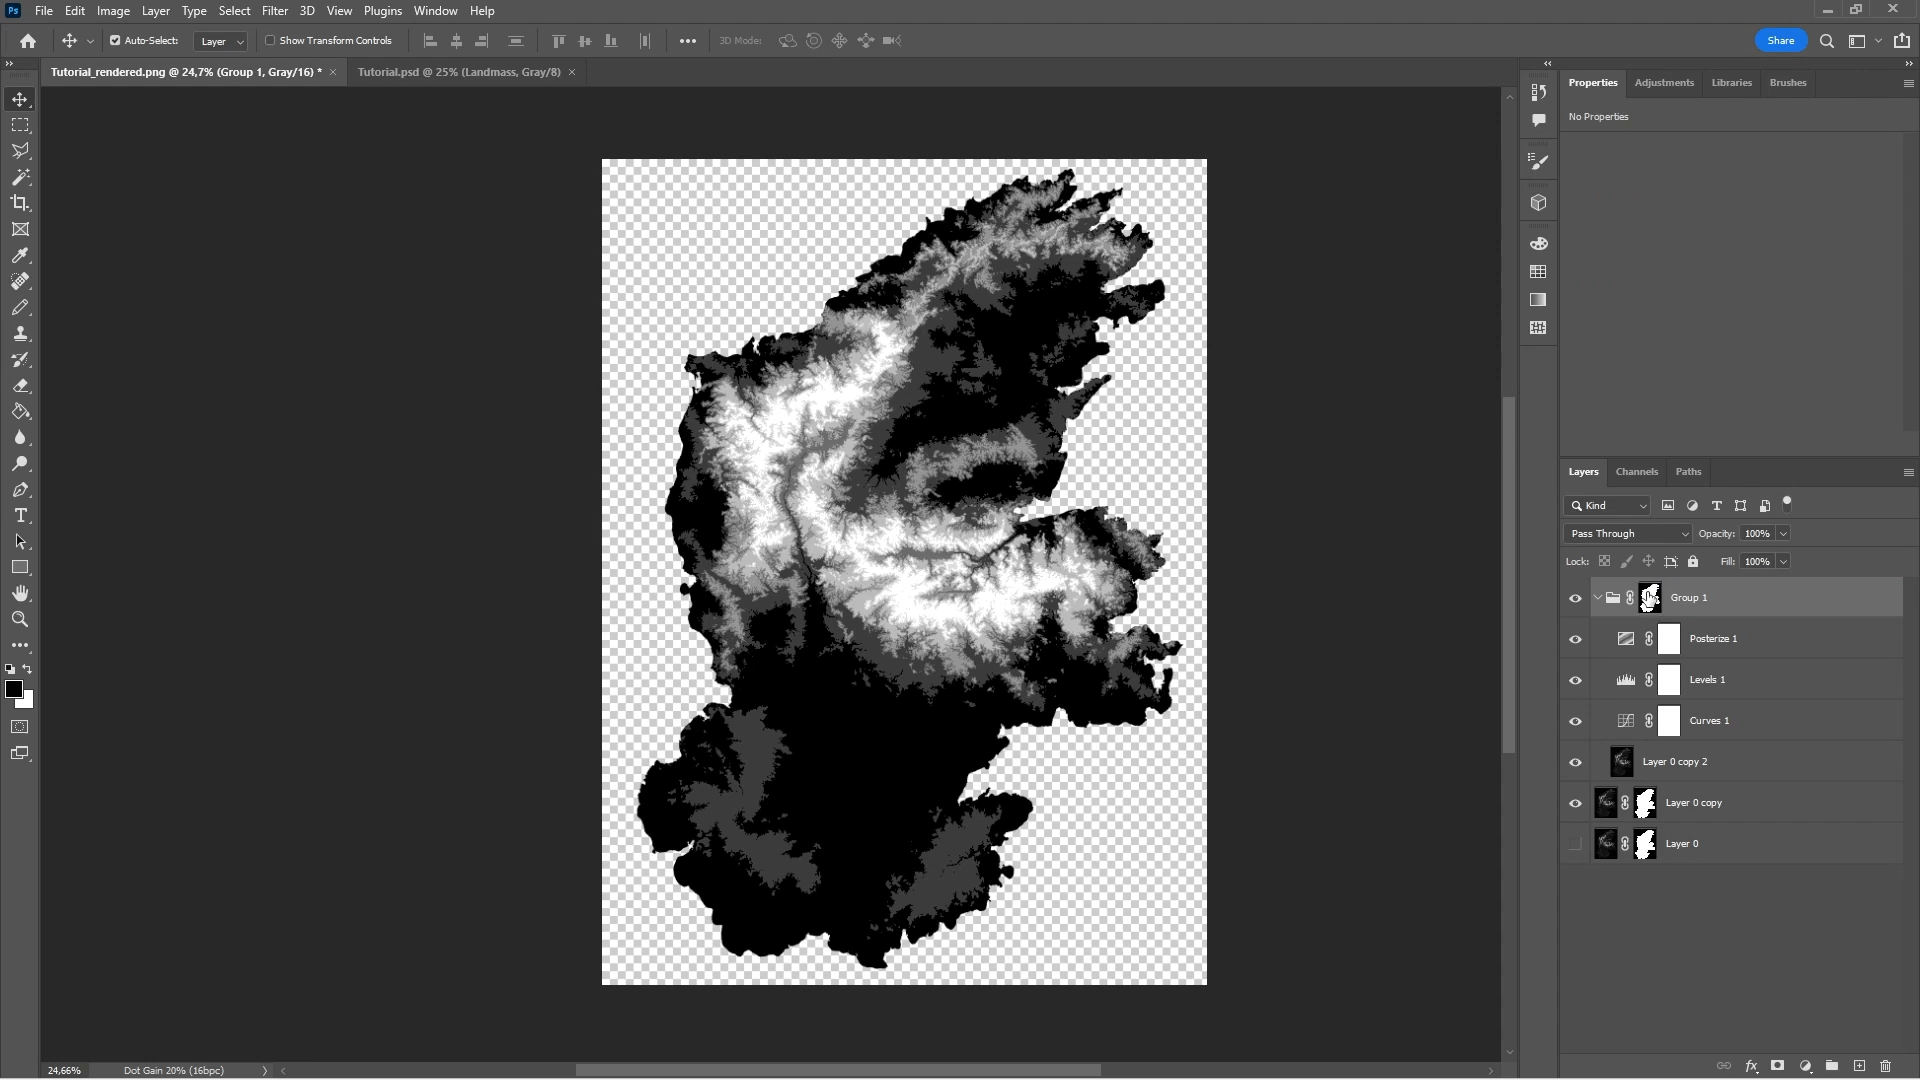 Ps File Edit Image Layer Type Select Filter 3D View Plugins Window Help
Auto-Select: Layer Show Transform Controls 3D Mode: Share
Tutorial_rendered.png @ 24,7% (Group 1, Gray/16) * Tutorial.psd @ 25% (Landmass, Gray/8)
Properties Adjustments Libraries Brushes
No Properties
Layers Channels Paths
Kind
Pass Through Opacity: 100%
Lock: Fill: 100%
Group 1
Posterize 1
Levels 1
Curves 1
Layer 0 copy 2
Layer 0 copy
Layer 0
24,66% Dot Gain 20% (16bpc)